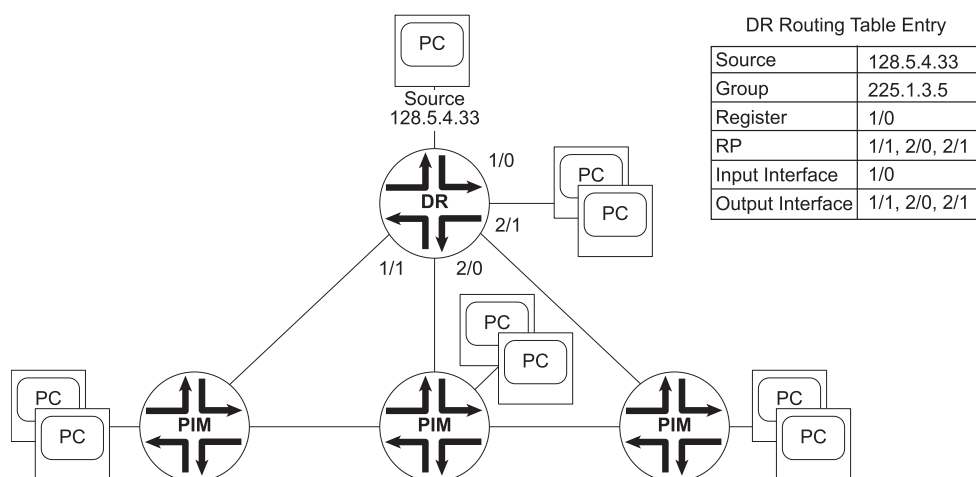 PC
Source
128.5.4.33
DR Routing Table Entry
Source 128.5.4.33
Group 225.1.3.5
Register 1/0
RP 1/1, 2/0, 2/1
Input Interface 1/0
Output Interface 1/1, 2/0, 2/1
1/0
PC
PC
DR
2/1
1/1
2/0
PC
PC
PC
PC
PIM
PIM
PIM
PC
PC